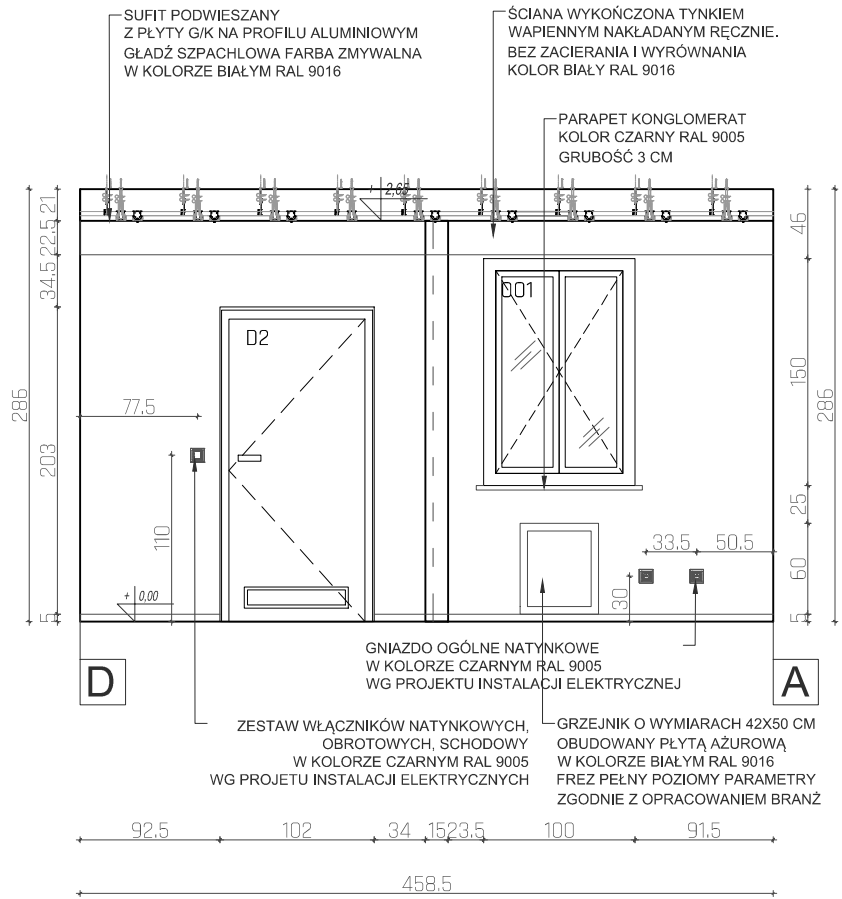 SUFIT PODWIESZANY
Z PŁYTY G/K NA PROFILU ALUMINIOWYM
GŁADŹ SZPACHLOWA FARBA ZMYWALNA
W KOLORZE BIAŁYM RAL 9016
ŚCIANA WYKOŃCZONA TYNKIEM
WAPIENNYM NAKŁADANYM RĘCZNIE.
BEZ ZACIERANIA I WYRÓWNANIA
KOLOR BIAŁY RAL 9016
PARAPET KONGLOMERAT
KOLOR CZARNY RAL 9005
GRUBOŚĆ 3 CM
+ 2,65
21
22.5
34.5
203
5
286
46
150
25
60
5
286
001
D2
77.5
110
+ 0,00
33.5
50.5
30
D
A
GNIAZDO OGÓLNE NATYNKOWE
W KOLORZE CZARNYM RAL 9005
WG PROJEKTU INSTALACJI ELEKTRYCZNEJ
ZESTAW WŁĄCZNIKÓW NATYNKOWYCH,
OBROTOWYCH, SCHODOWY
W KOLORZE CZARNYM RAL 9005
WG PROJETU INSTALACJI ELEKTRYCZNYCH
GRZEJNIK O WYMIARACH 42X50 CM
OBUDOWANY PŁYTĄ AŻUROWĄ
W KOLORZE BIAŁYM RAL 9016
FREZ PEŁNY POZIOMY PARAMETRY
ZGODNIE Z OPRACOWANIEM BRANŻ
92.5 102 34 15 23.5 100 91.5
458.5